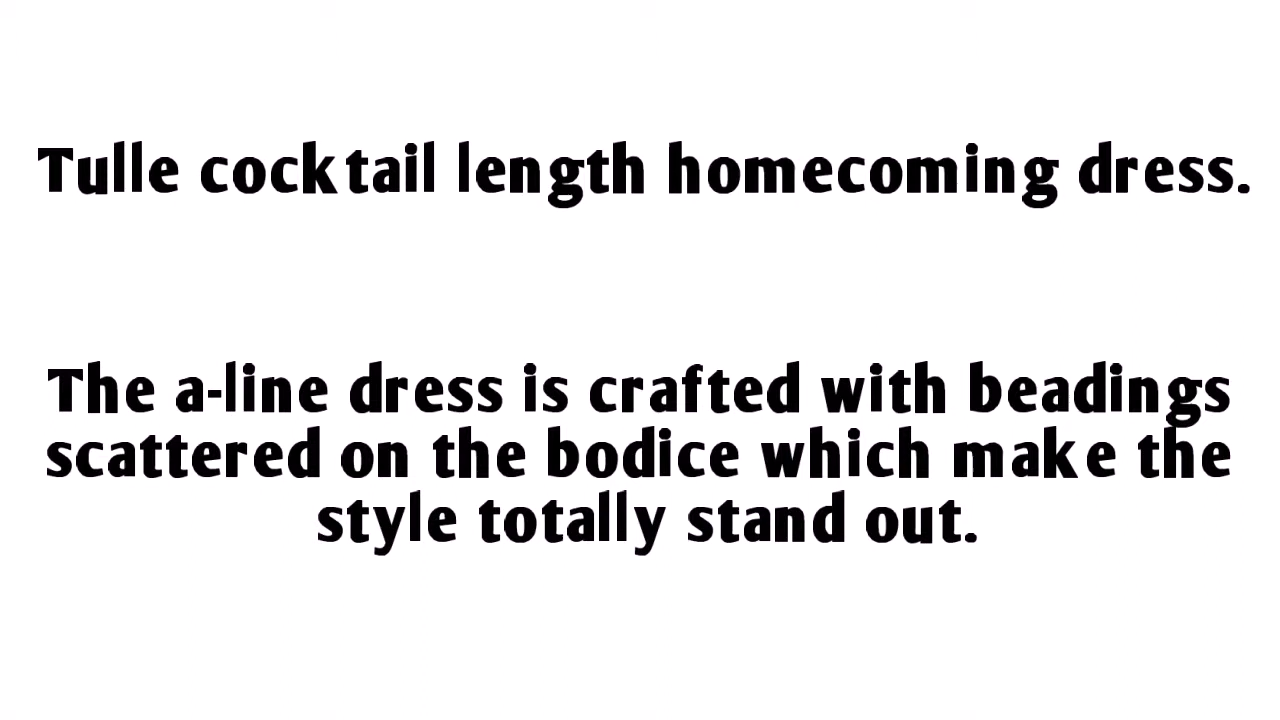 Tulle cocktail length homecoming dress.
The a-line dress is crafted with beadings
scattered on the bodice which make the
style totally stand out.